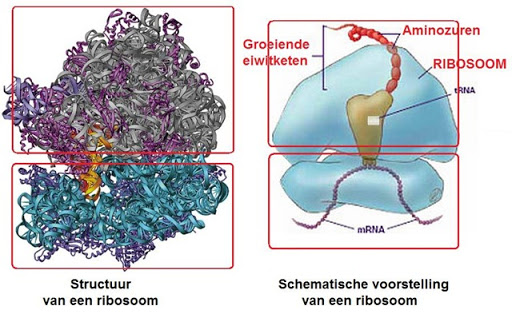 Groeiende
eiwitketen
Aminozuren
RIBOSOOM
tRNA
mRNA
Structuur
van een ribosoom
Schematische voorstelling
van een ribosoom